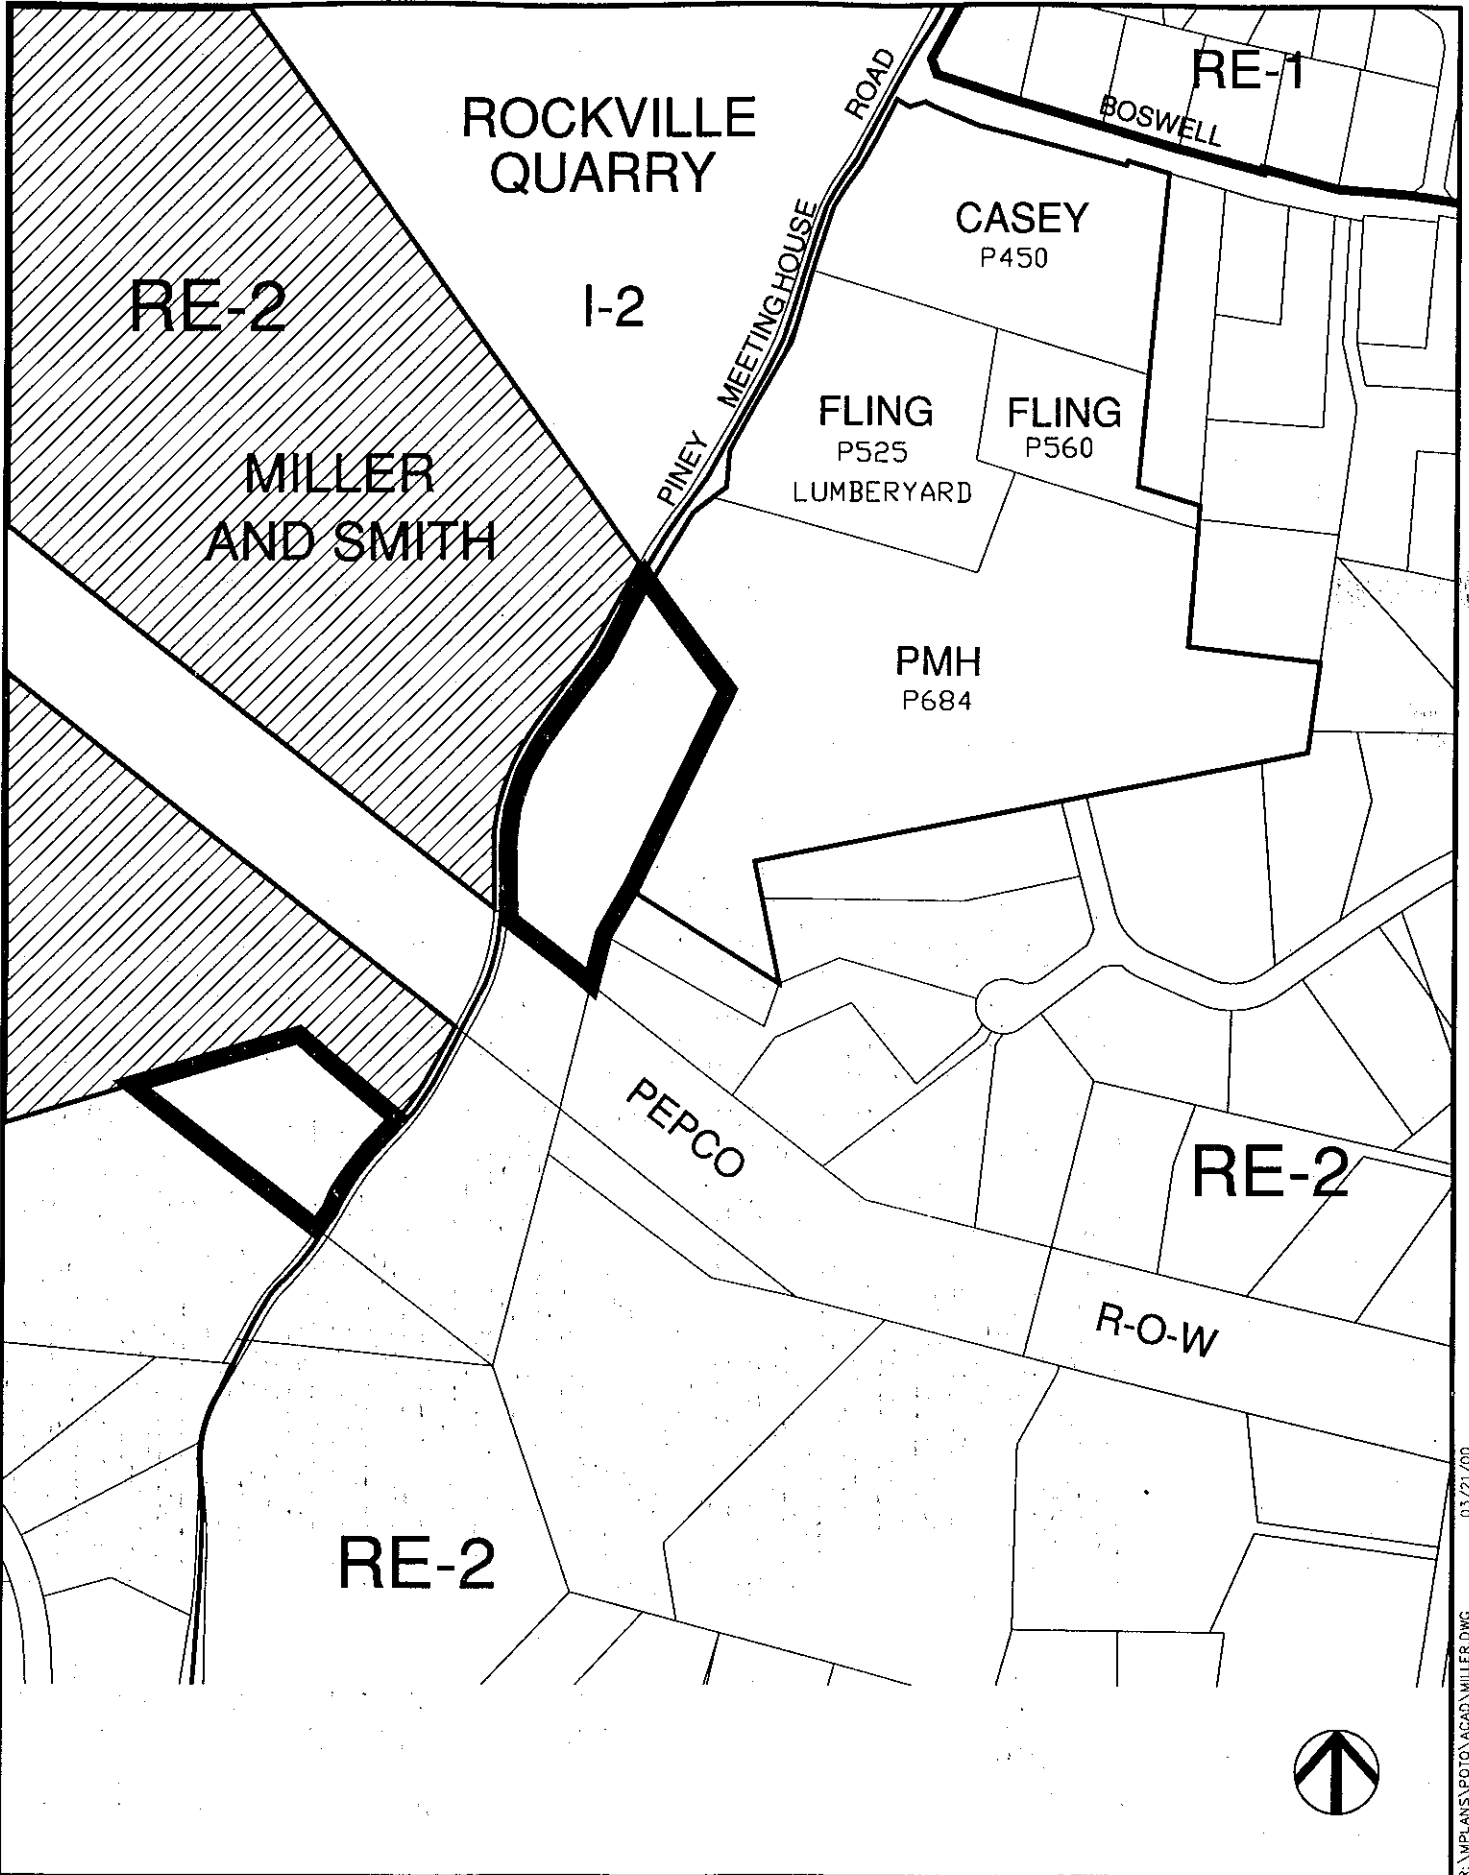 RE-1
ROCKVILLE
QUARRY
BOSWELL
ROAD
MEETING HOUSE
PINEY
CASEY
P450
RE-2
I-2
FLING
P525
LUMBERYARD
FLING
P560
MILLER
AND SMITH
PMH
P684
PEPCO
RE-2
R-O-W
RE-2
R:\MPLANS\POTO\ACAD\MILLER.DWG 03/21/00